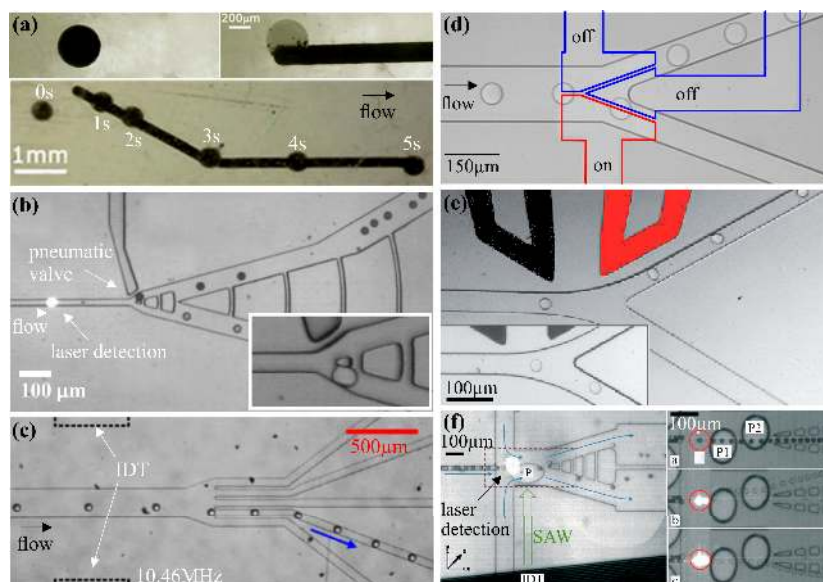 (a)
200μm
0s
flow
1s
2s
3s
4s
5s
1mm
(b)
pneumatic
valve
flow
laser detection
100 μm
(c)
500μm
IDT
flow
10.46MHz
(d)
off
flow
off
150μm
on
(e)
100μm
(f)
100μm
P
laser
detection
SAW
IDT
100μm
P2
P1
a
b